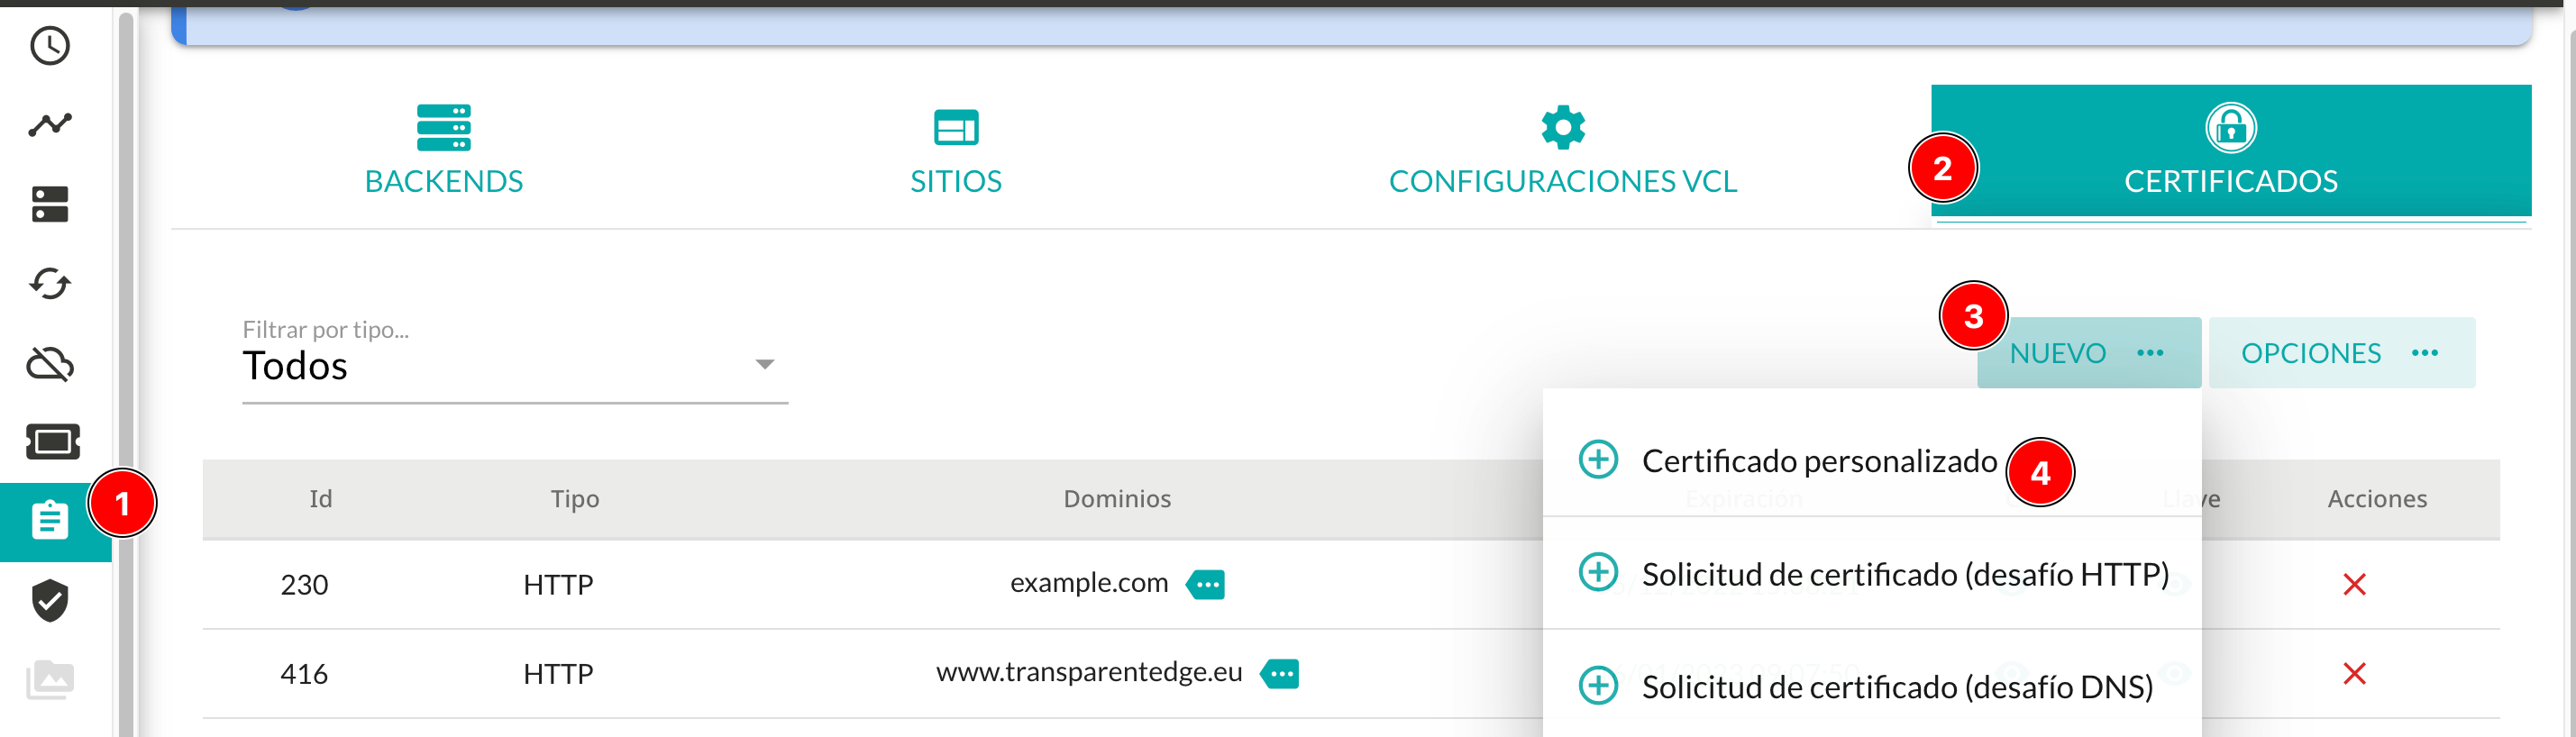 BACKENDS
SITIOS
CONFIGURACIONES VCL
2
CERTIFICADOS
Filtrar por tipo...
Todos
3
NUEVO
OPCIONES
Certificado personalizado
4
1
Id
Tipo
Dominios
Expiración
Llave
Acciones
Solicitud de certificado (desafío HTTP)
230
HTTP
example.com
416
HTTP
www.transparentedge.eu
Solicitud de certificado (desafío DNS)